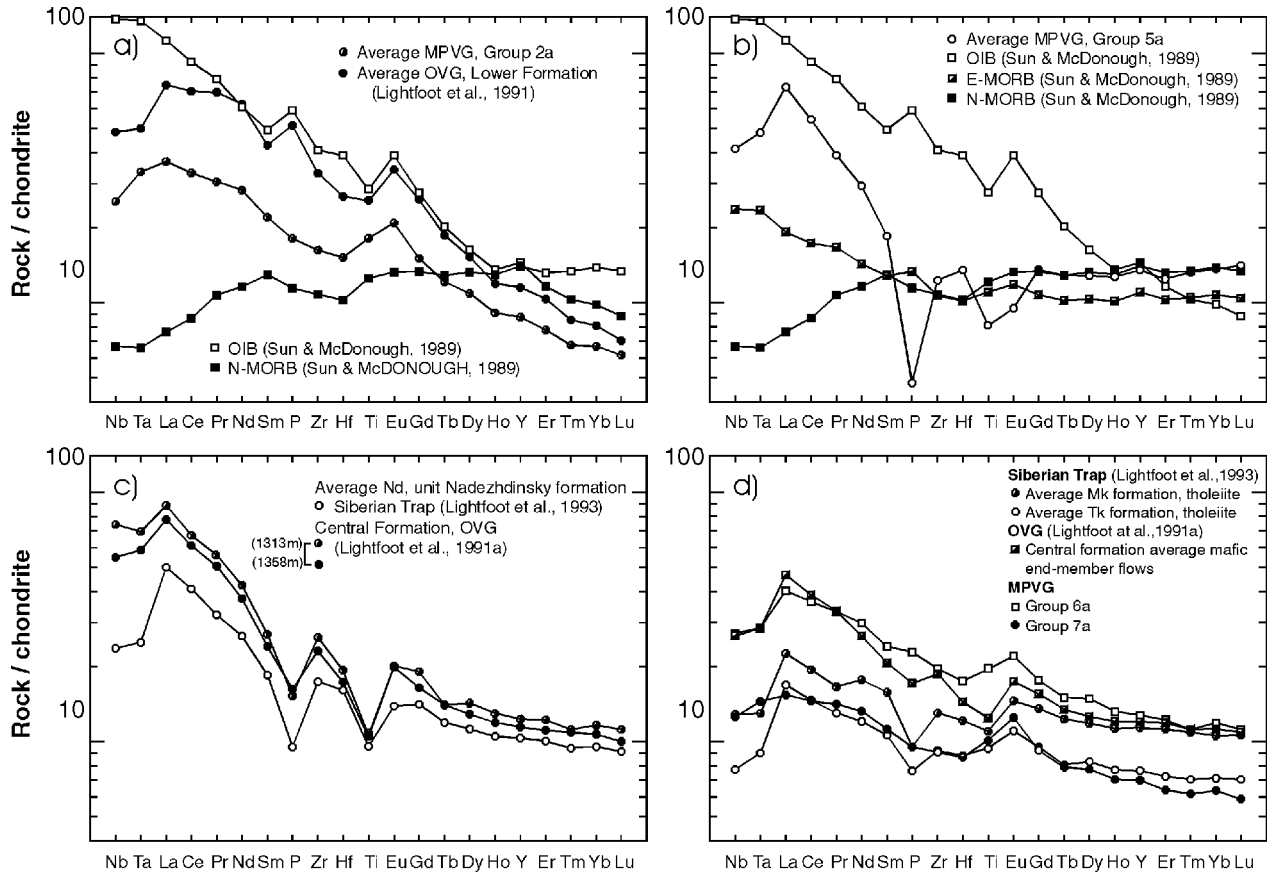 100
a)
Average MPVG, Group 2a
Average OVG, Lower Formation
(Lightfoot et al., 1991)
Rock / chondrite
10
OIB (Sun & McDonough, 1989)
N-MORB (Sun & McDONOUGH, 1989)
Nb Ta La Ce Pr Nd Sm P Zr Hf Ti Eu Gd Tb Dy Ho Y Er Tm Yb Lu
100
b)
Average MPVG, Group 5a
OIB (Sun & McDonough, 1989)
E-MORB (Sun & McDonough, 1989)
N-MORB (Sun & McDonough, 1989)
10
Nb Ta La Ce Pr Nd Sm P Zr Hf Ti Eu Gd Tb Dy Ho Y Er Tm Yb Lu
100
c)
Average Nd, unit Nadezhdinsky formation
Siberian Trap (Lightfoot et al., 1993)
Central Formation, OVG
(1313m)
(Lightfoot et al., 1991a)
(1358m)
Rock / chondrite
10
Nb Ta La Ce Pr Nd Sm P Zr Hf Ti Eu Gd Tb Dy Ho Y Er Tm Yb Lu
100
d)
Siberian Trap (Lightfoot et al.,1993)
Average Mk formation, tholeiite
Average Tk formation, tholeiite
OVG (Lightfoot at al.,1991a)
Central formation average mafic
end-member flows
MPVG
Group 6a
Group 7a
10
Nb Ta La Ce Pr Nd Sm P Zr Hf Ti Eu Gd Tb Dy Ho Y Er Tm Yb Lu